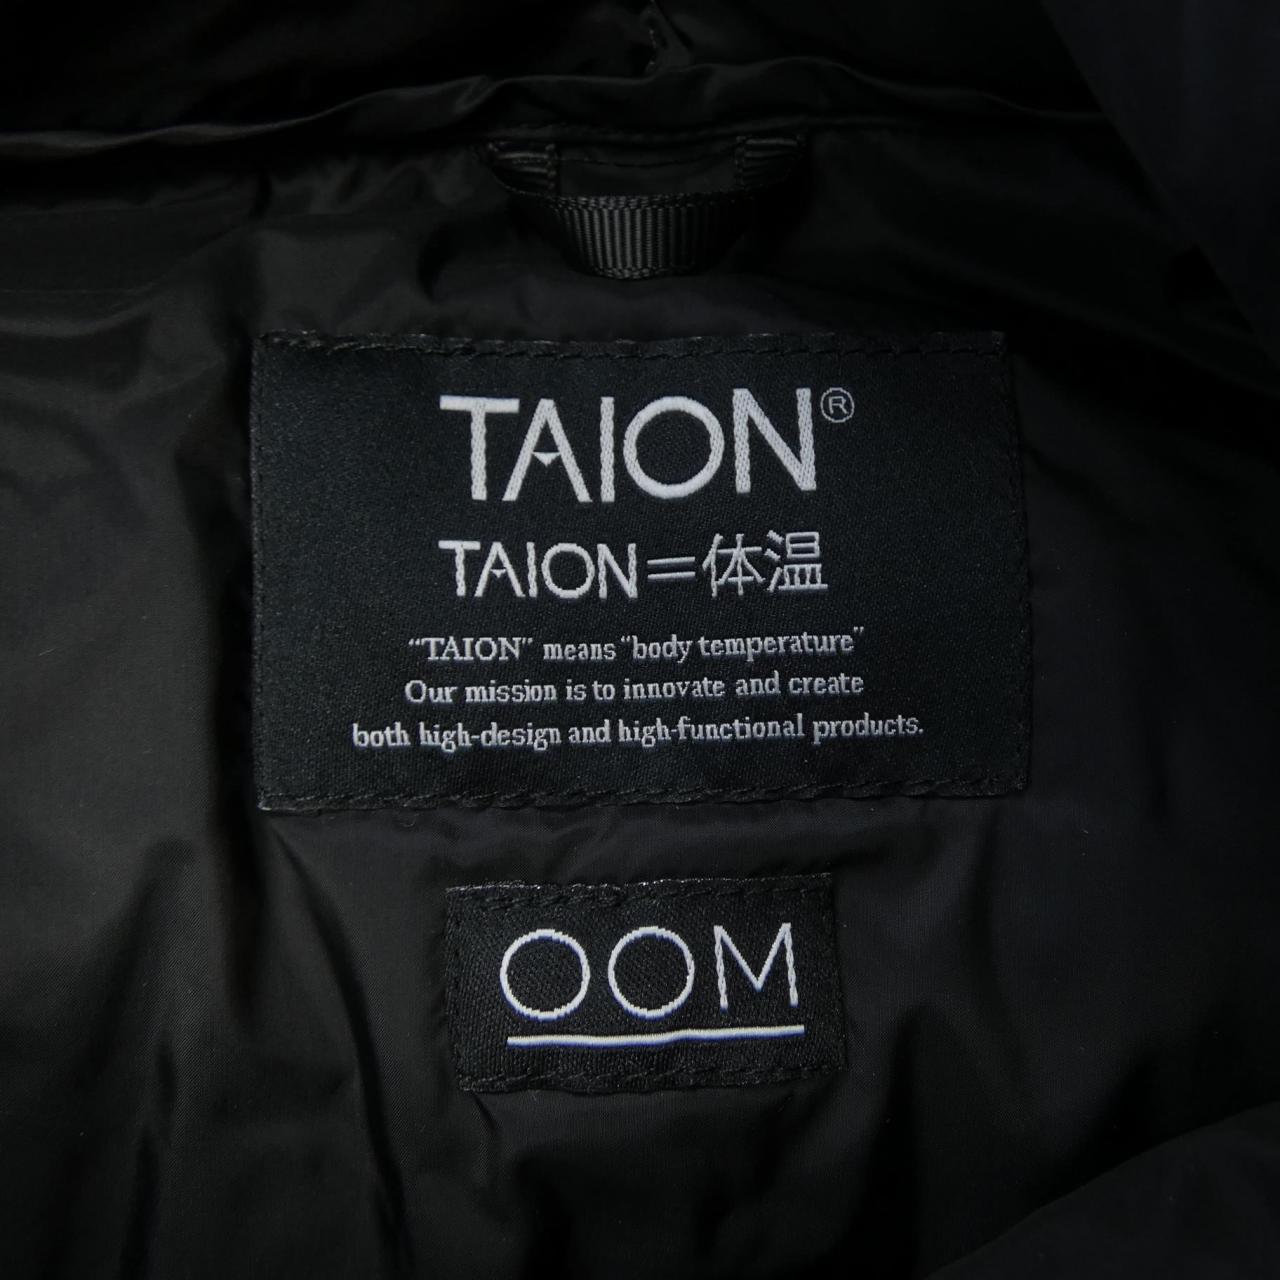 TAION®
TAION=体温
“TAION” means “body temperature”
Our mission is to innovate and create
both high-design and high-functional products.
OOM